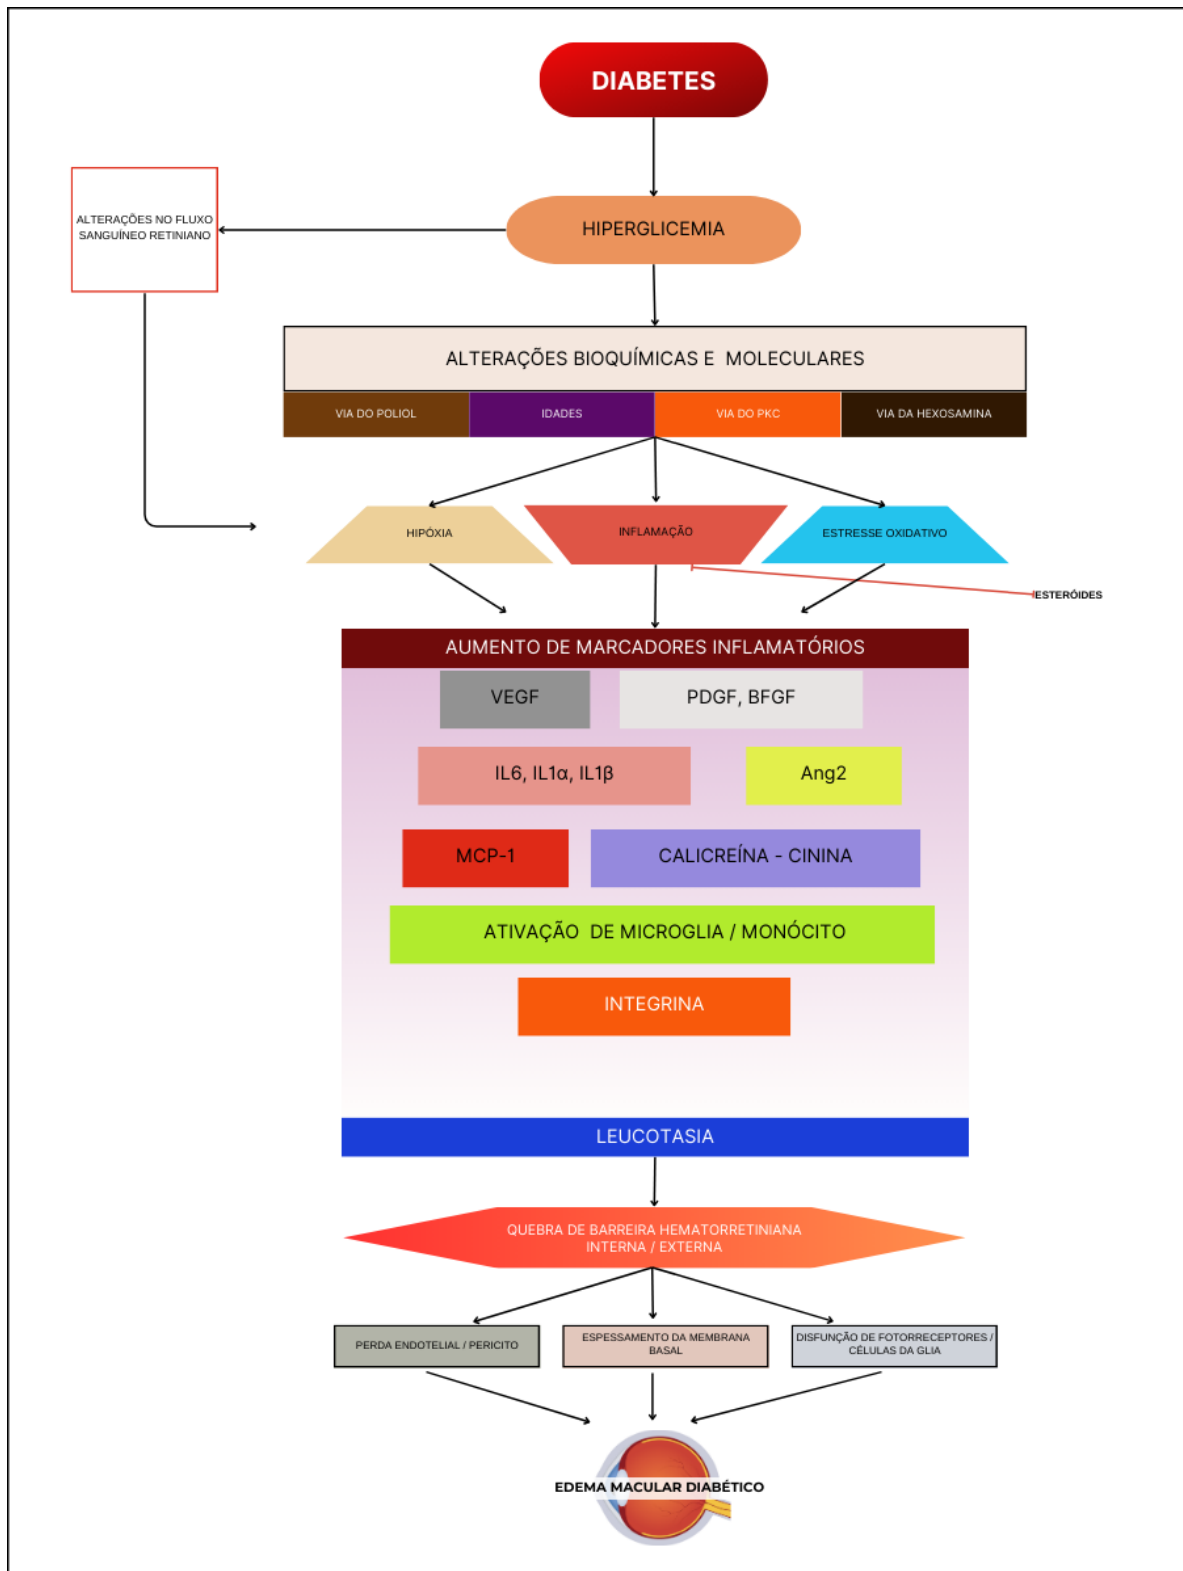 DIABETES
HIPERGLICEMIA
ALTERAÇÕES NO FLUXO
SANGUÍNEO RETINIANO
ALTERAÇÕES BIOQUÍMICAS E MOLECULARES
VIA DO POLIOL
IDADES
VIA DO PKC
VIA DA HEXOSAMINA
HIPÓXIA
INFLAMAÇÃO
ESTRESSE OXIDATIVO
ESTERÓIDES
AUMENTO DE MARCADORES INFLAMATÓRIOS
VEGF
PDGF, BFGF
IL6, IL1α, IL1β
Ang2
MCP-1
CALICREÍNA - CININA
ATIVAÇÃO DE MICROGLIA / MONÓCITO
INTEGRINA
LEUCOTASIA
QUEBRA DE BARREIRA HEMATORRETINIANA
INTERNA / EXTERNA
PERDA ENDOTELIAL / PERICITO
ESPESSAMENTO DA MEMBRANA
BASAL
DISFUNÇÃO DE FOTORRECEPTORES /
CÉLULAS DA GLIA
EDEMA MACULAR DIABÉTICO